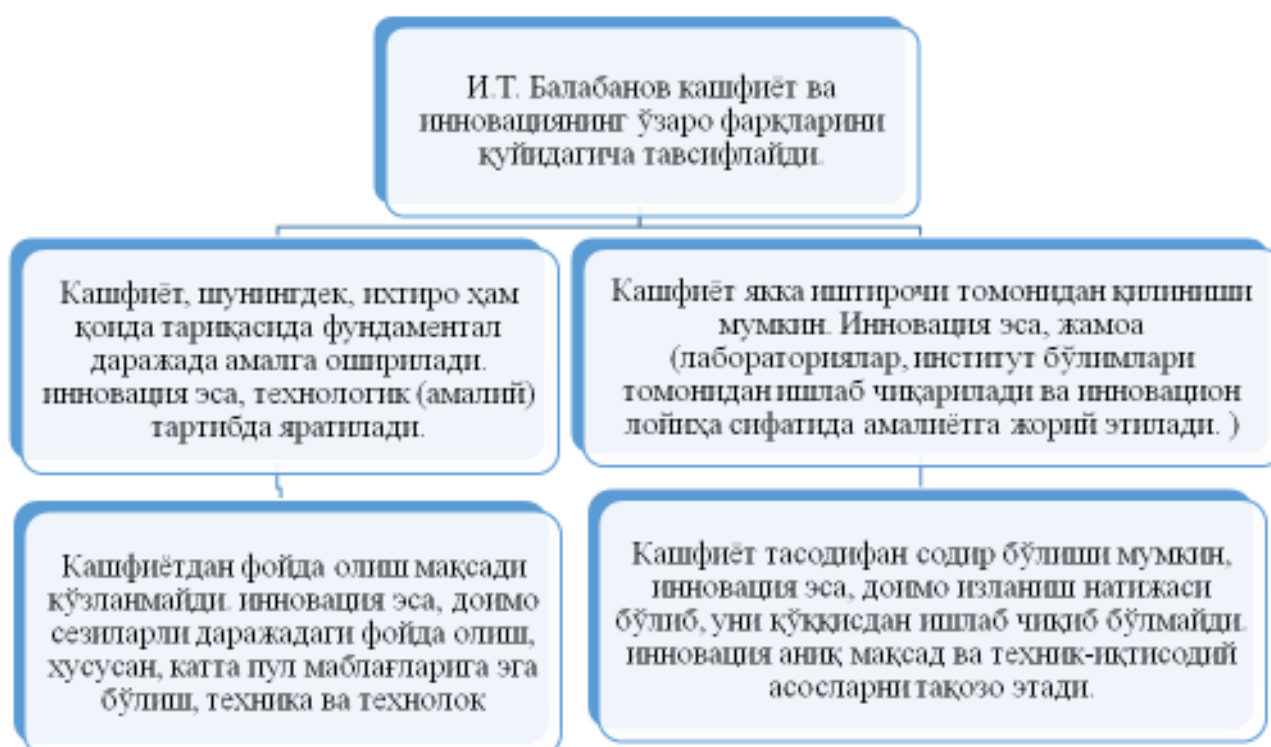 И.Т. Балабанов кашфиёт ва
инновациянинг ўзаро фарқларини
қуйидагича тавсифлайди.
Кашфиёт, шунингдек, ихтиро ҳам
қоида тариқасида фундаментал
даражада амалга оширилади.
инновация эса, технологик (амалий)
тартибда яратилади.
Кашфиёт якка иштирочи томонидан қилиниши
мумкин. Инновация эса, жамоа
(лабораториялар, институт бўлимлари
томонидан ишлаб чиқарилади ва инновацион
лойиҳа сифатида амалиётга жорий этилади. )
Кашфиётдан фойда олиш мақсади
кўзланмайди. инновация эса, доимо
сезиларли даражадаги фойда олиш,
хусусан, катта пул маблағларига эга
бўлиш, техника ва технолок
Кашфиёт тасодифан содир бўлиши мумкин,
инновация эса, доимо изланиш натижаси
бўлиб, уни қўққисдан ишлаб чиқиб бўлмайди.
инновация аниқ мақсад ва техник-иқтисодий
асосларни тақозо этади.